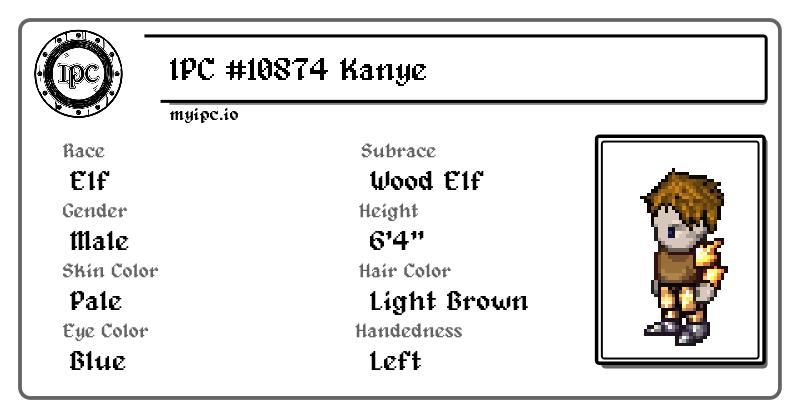 IPC
IPC #10874 Kanye
myipc.io
Race
Elf
Subrace
Wood Elf
Gender
Male
Height
6'4"
Skin Color
Pale
Hair Color
Light Brown
Eye Color
Blue
Handedness
Left